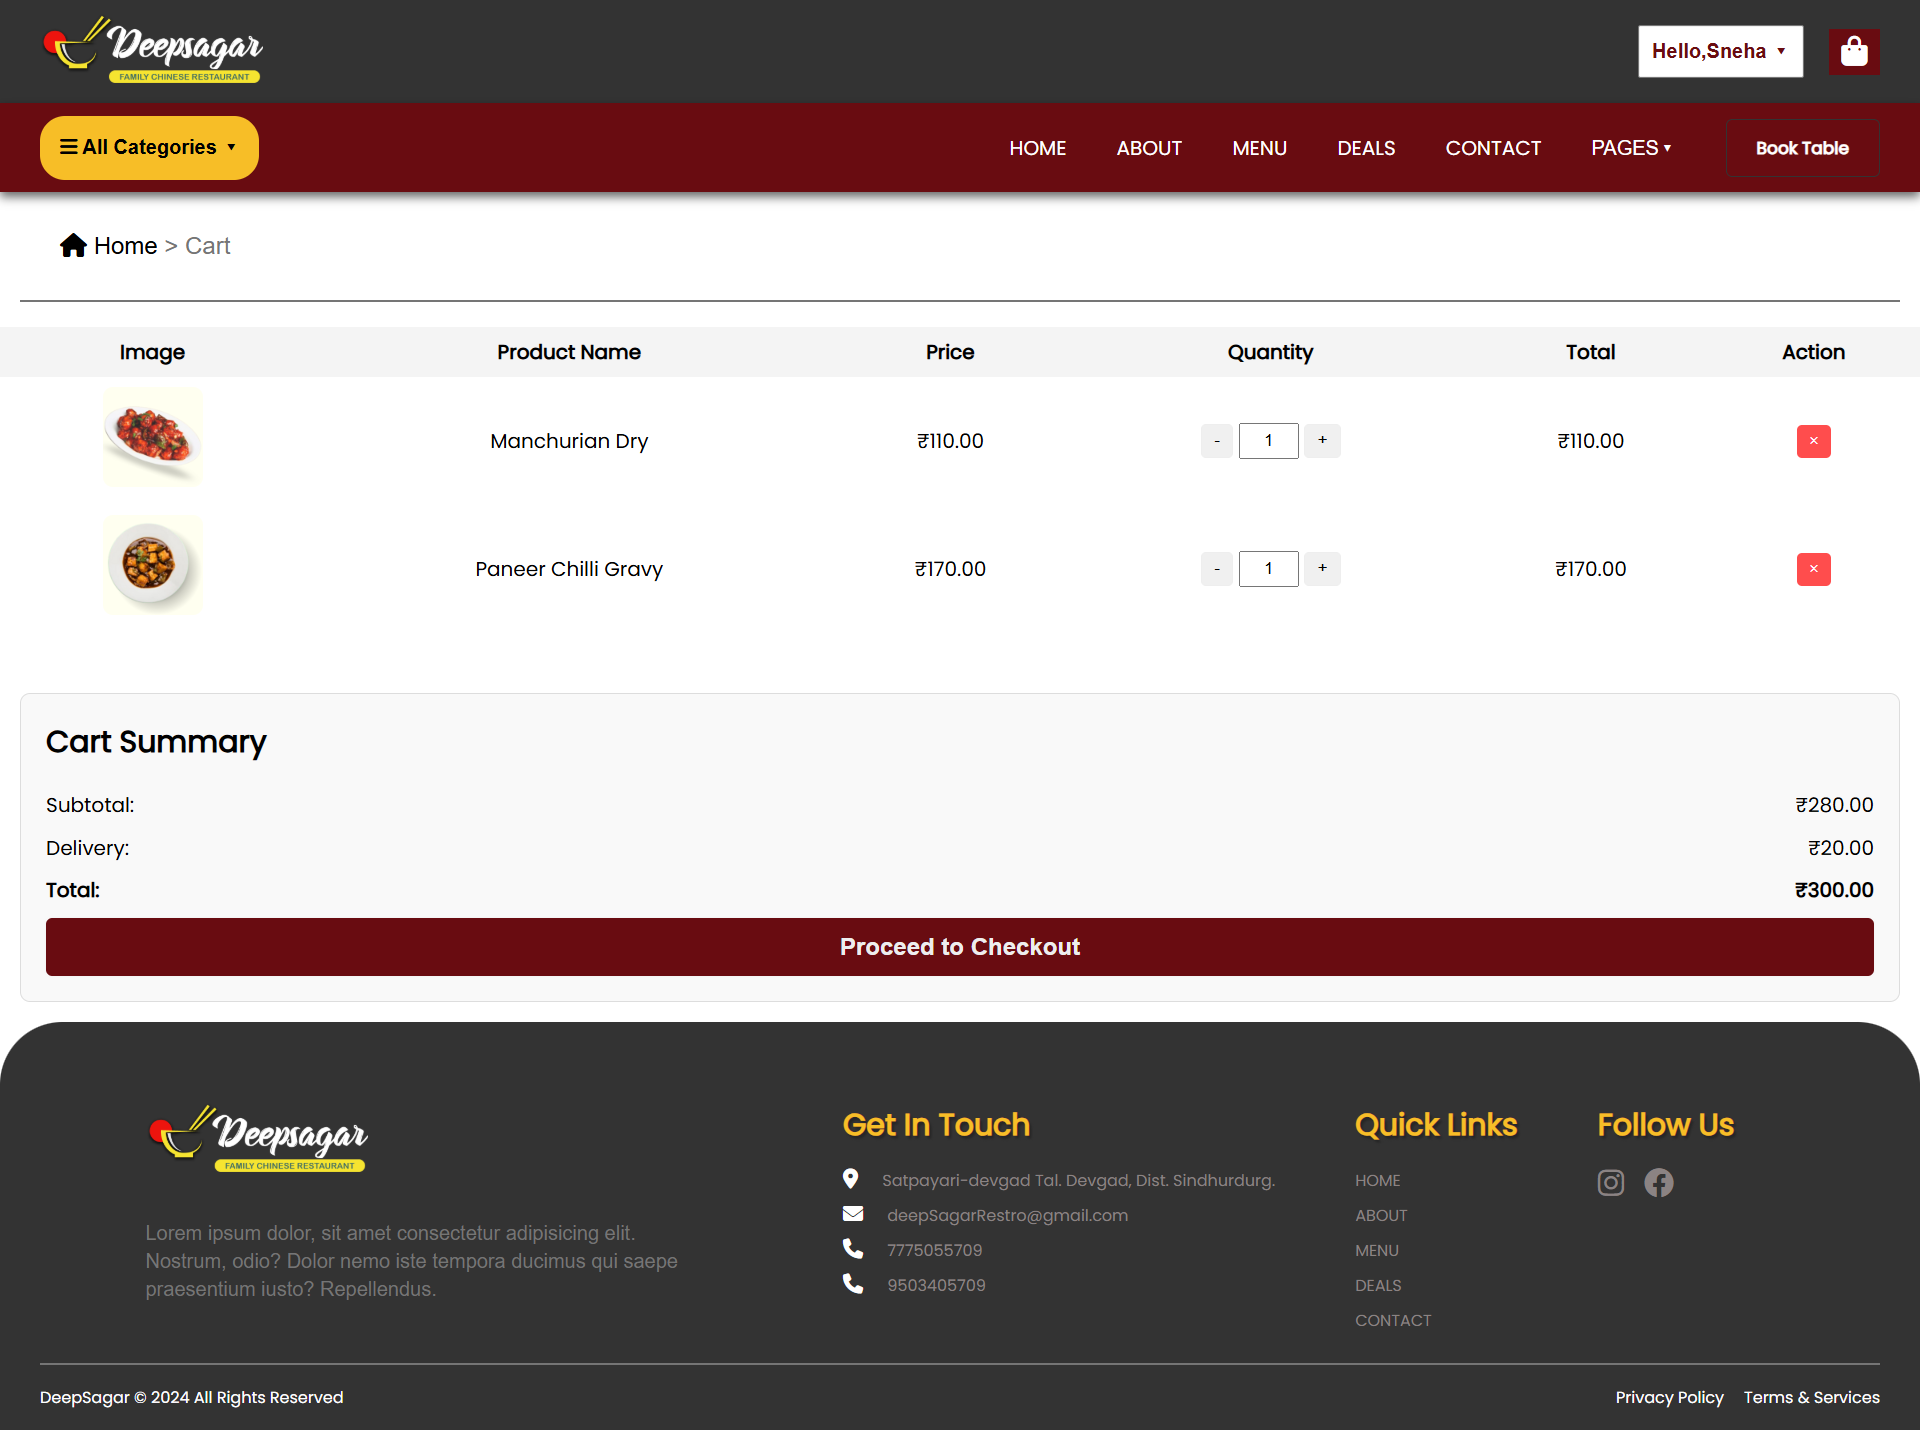 Deepsagar
FAMILY CHINESE RESTAURANT
Hello,Sneha ▼
All Categories ▼
HOME ABOUT MENU DEALS CONTACT PAGES ▾ Book Table
Home > Cart
Image Product Name Price Quantity Total Action
Manchurian Dry ₹110.00 - 1 + ₹110.00 ×
Paneer Chilli Gravy ₹170.00 - 1 + ₹170.00 ×
Cart Summary
Subtotal: ₹280.00
Delivery: ₹20.00
Total: ₹300.00
Proceed to Checkout
Deepsagar
FAMILY CHINESE RESTAURANT
Lorem ipsum dolor, sit amet consectetur adipisicing elit.
Nostrum, odio? Dolor nemo iste tempora ducimus qui saepe
praesentium iusto? Repellendus.
Get In Touch
Satpayari-devgad Tal. Devgad, Dist. Sindhurdurg.
deepSagarRestro@gmail.com
7775055709
9503405709
Quick Links
HOME
ABOUT
MENU
DEALS
CONTACT
Follow Us
DeepSagar © 2024 All Rights Reserved
Privacy Policy Terms & Services